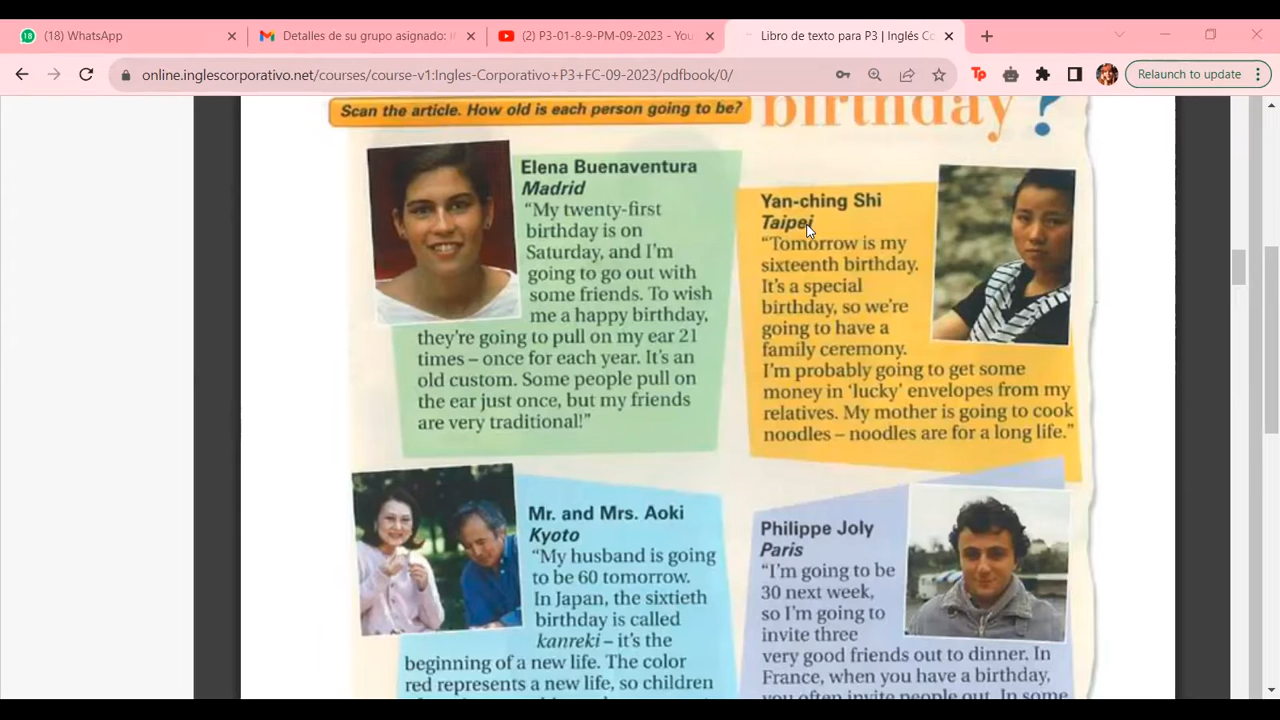 (18) WhatsApp
Detalles de su grupo asignado: 
(2) P3-01-8-9-PM-09-2023 - You
Libro de texto para P3 | Inglés Co
online.inglescorporativo.net/courses/course-v1:Ingles-Corporativo+P3+FC-09-2023/pdfbook/0/
Relaunch to update
Scan the article. How old is each person going to be?
birthday?
Elena Buenaventura
Madrid
“My twenty-first
birthday is on
Saturday, and I'm
going to go out with
some friends. To wish
me a happy birthday,
they're going to pull on my ear 21
times – once for each year. It's an
old custom. Some people pull on
the ear just once, but my friends
are very traditional!”
Yan-ching Shi
Taipei
“Tomorrow is my
sixteenth birthday.
It's a special
birthday, so we're
going to have a
family ceremony.
I'm probably going to get some
money in ‘lucky’ envelopes from my
relatives. My mother is going to cook
noodles – noodles are for a long life.”
Mr. and Mrs. Aoki
Kyoto
“My husband is going
to be 60 tomorrow.
In Japan, the sixtieth
birthday is called
kanreki – it's the
beginning of a new life. The color
red represents a new life, so children
Philippe Joly
Paris
“I'm going to be
30 next week,
so I'm going to
invite three
very good friends out to dinner. In
France, when you have a birthday,
you often invite people out. In some